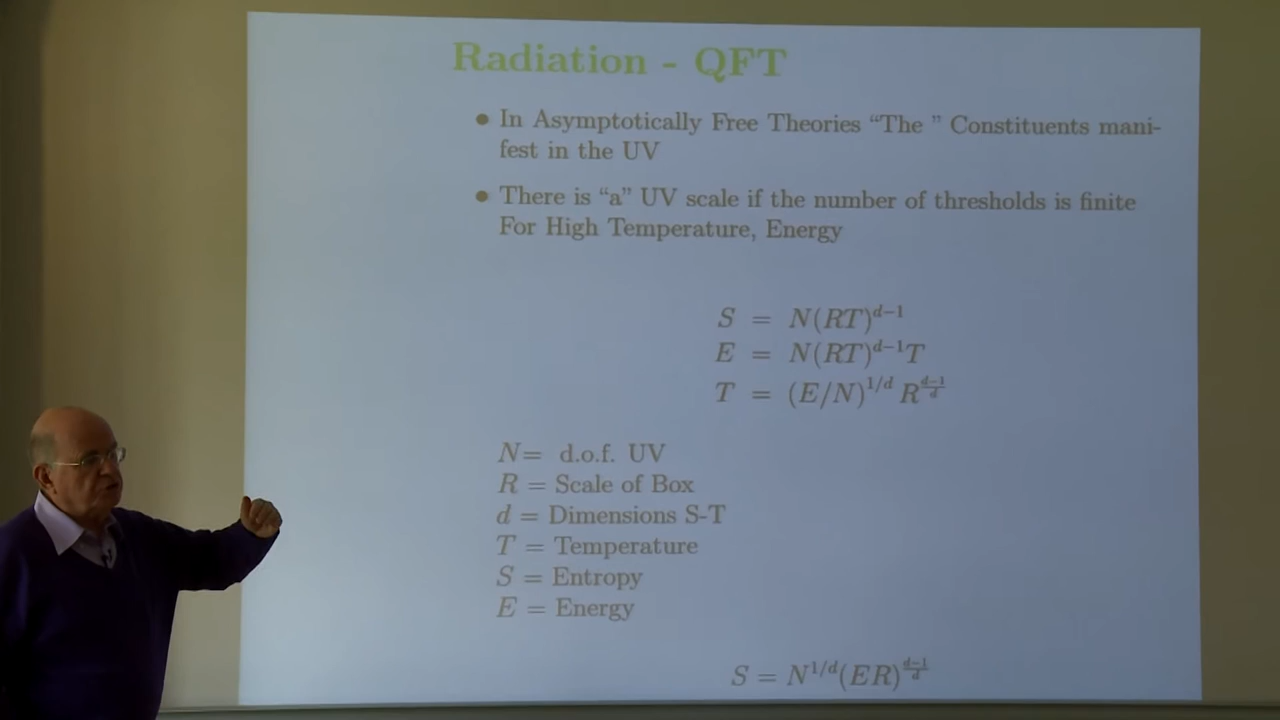 Radiation - QFT
• In Asymptotically Free Theories “The ” Constituents mani-
fest in the UV
• There is “a” UV scale if the number of thresholds is finite
For High Temperature, Energy
S = N(RT)^{d−1}
E = N(RT)^{d−1}T
T = (E/N)^{1/d} R^{\frac{d−1}{d}}
N= d.o.f. UV
R = Scale of Box
d = Dimensions S-T
T = Temperature
S = Entropy
E = Energy
S = N^{1/d}(ER)^{\frac{d−1}{d}}